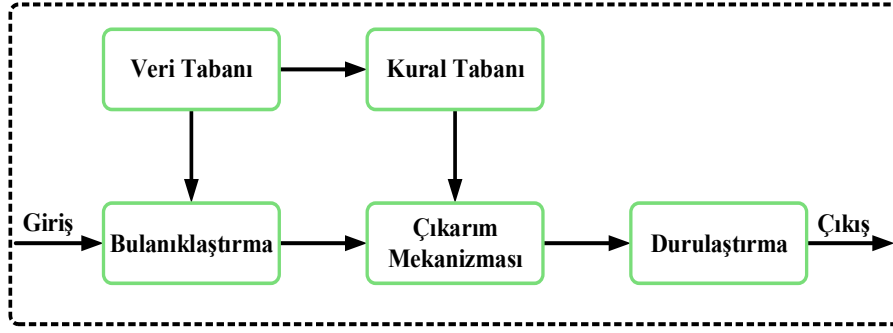 Veri Tabanı
Kural Tabanı
Giriş
Bulanıklaştırma
Çıkarım
Mekanizması
Durulaştırma
Çıkış